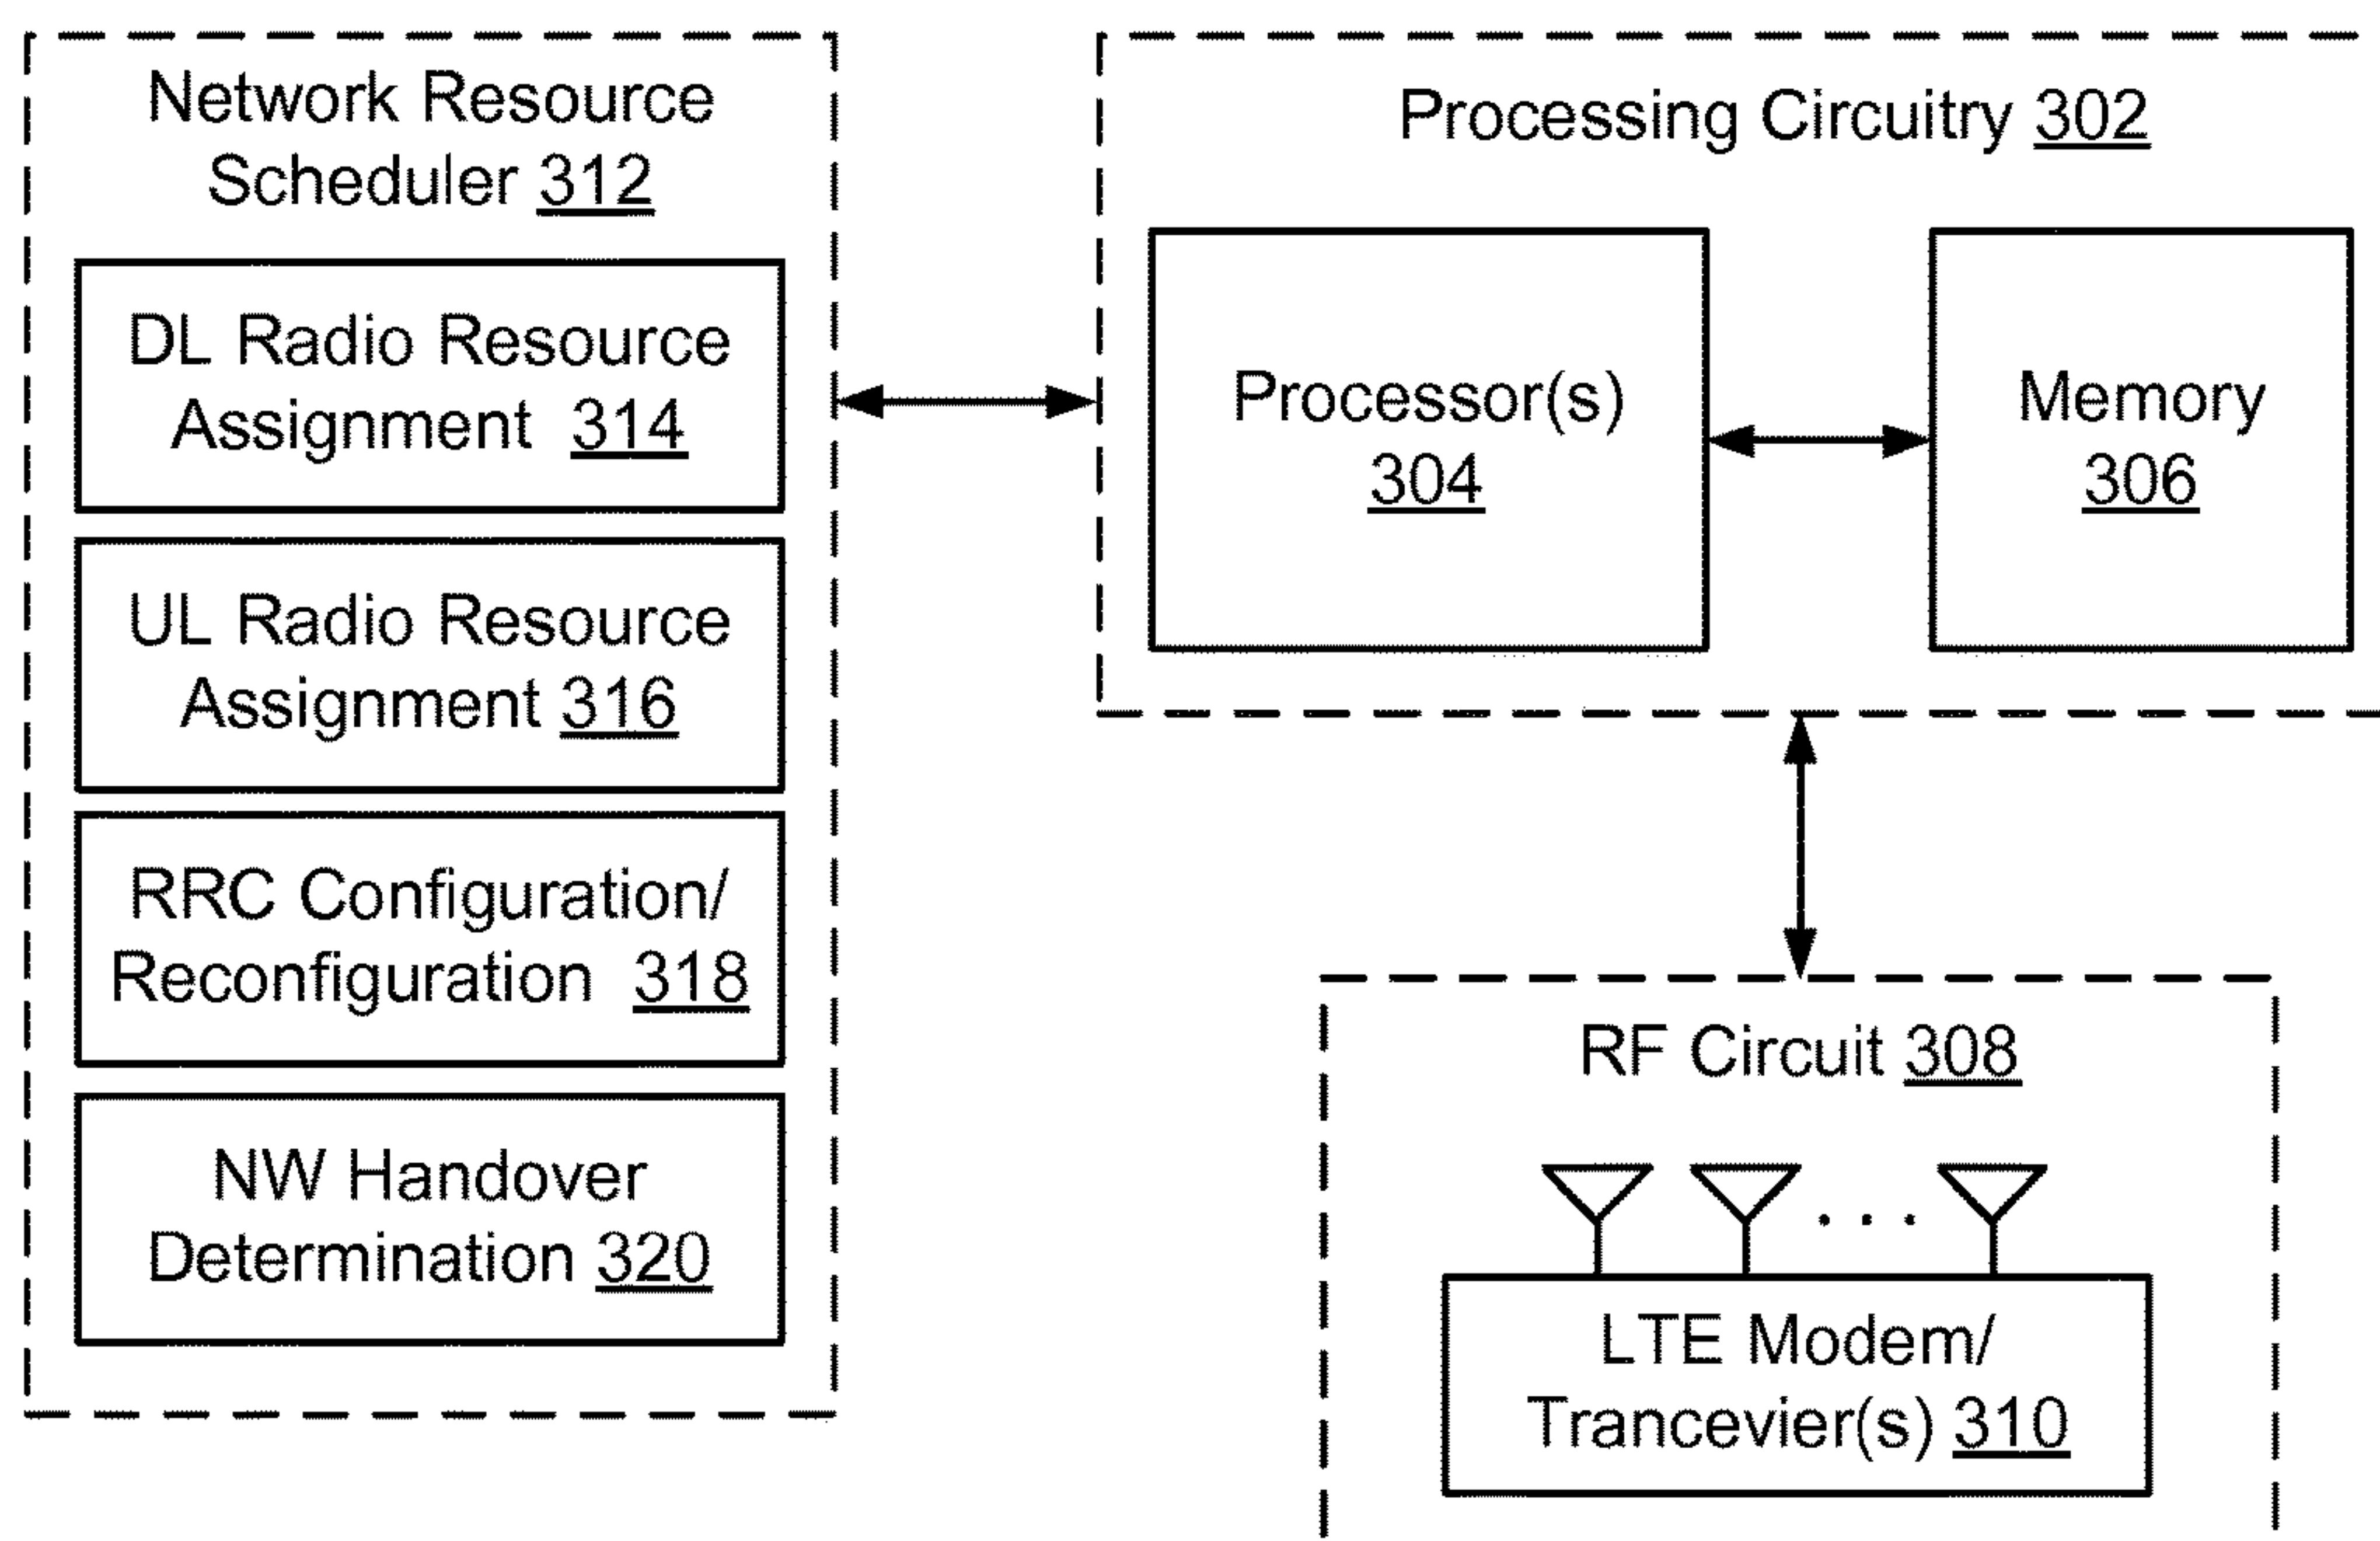 Network Resource
Scheduler 312
DL Radio Resource
Assignment 314
UL Radio Resource
Assignment 316
RRC Configuration/
Reconfiguration 318
NW Handover
Determination 320
Processing Circuitry 302
Processor(s)
304
Memory
306
RF Circuit 308
LTE Modem/
Trancevier(s) 310